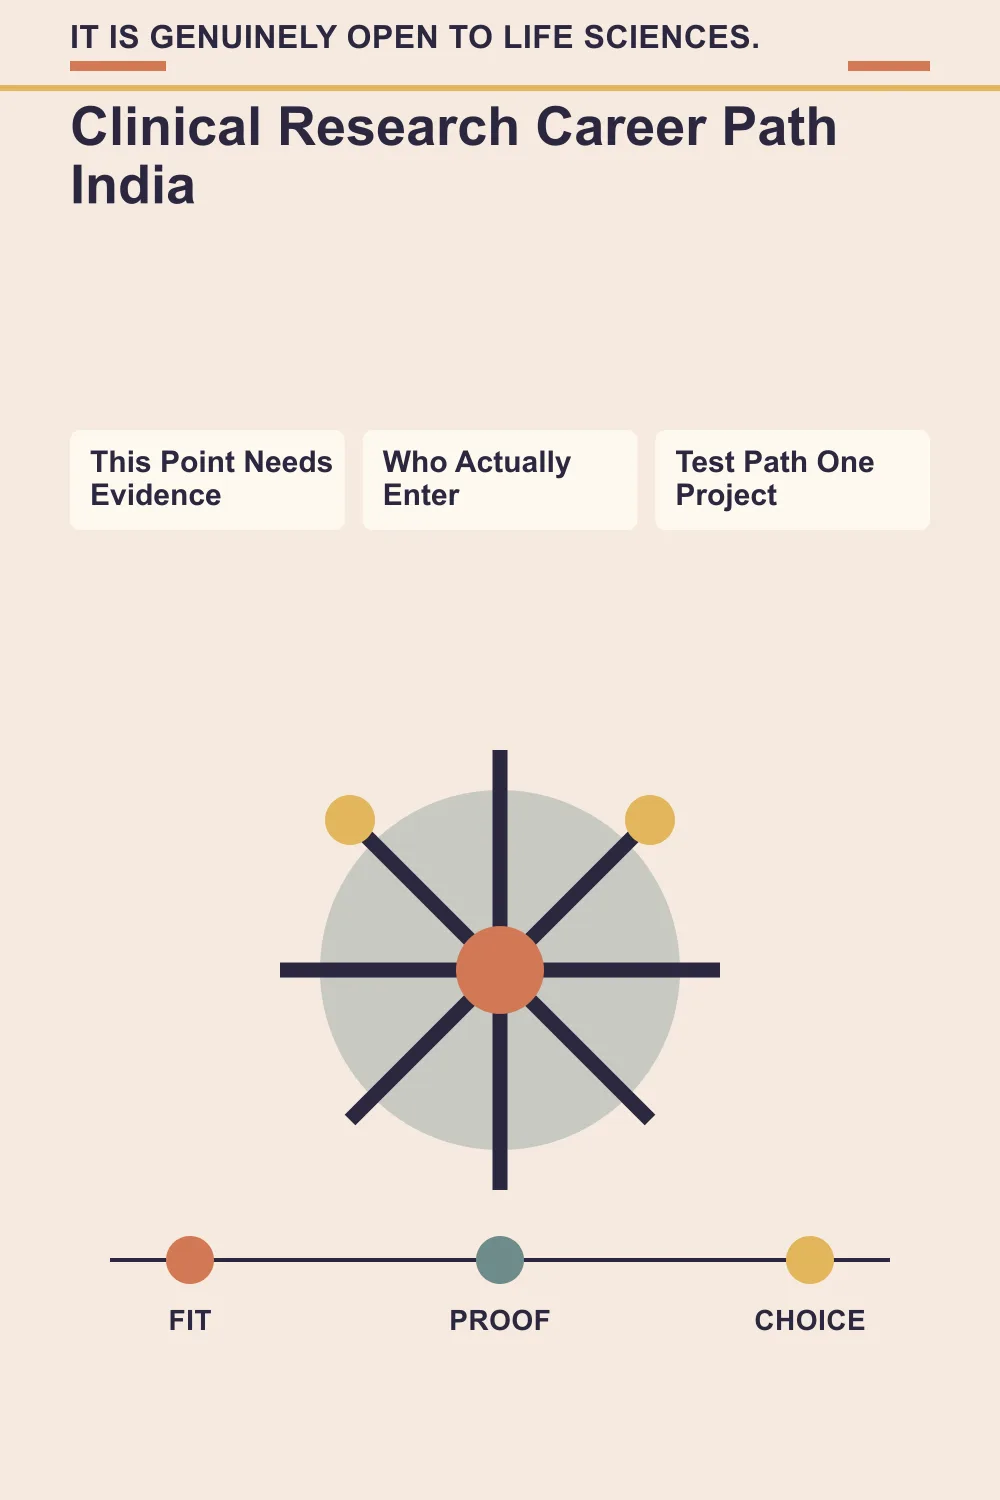 IT IS GENUINELY OPEN TO LIFE SCIENCES.
Clinical Research Career Path
India
This Point Needs
Evidence
Who Actually
Enter
Test Path One
Project
FIT
PROOF
CHOICE